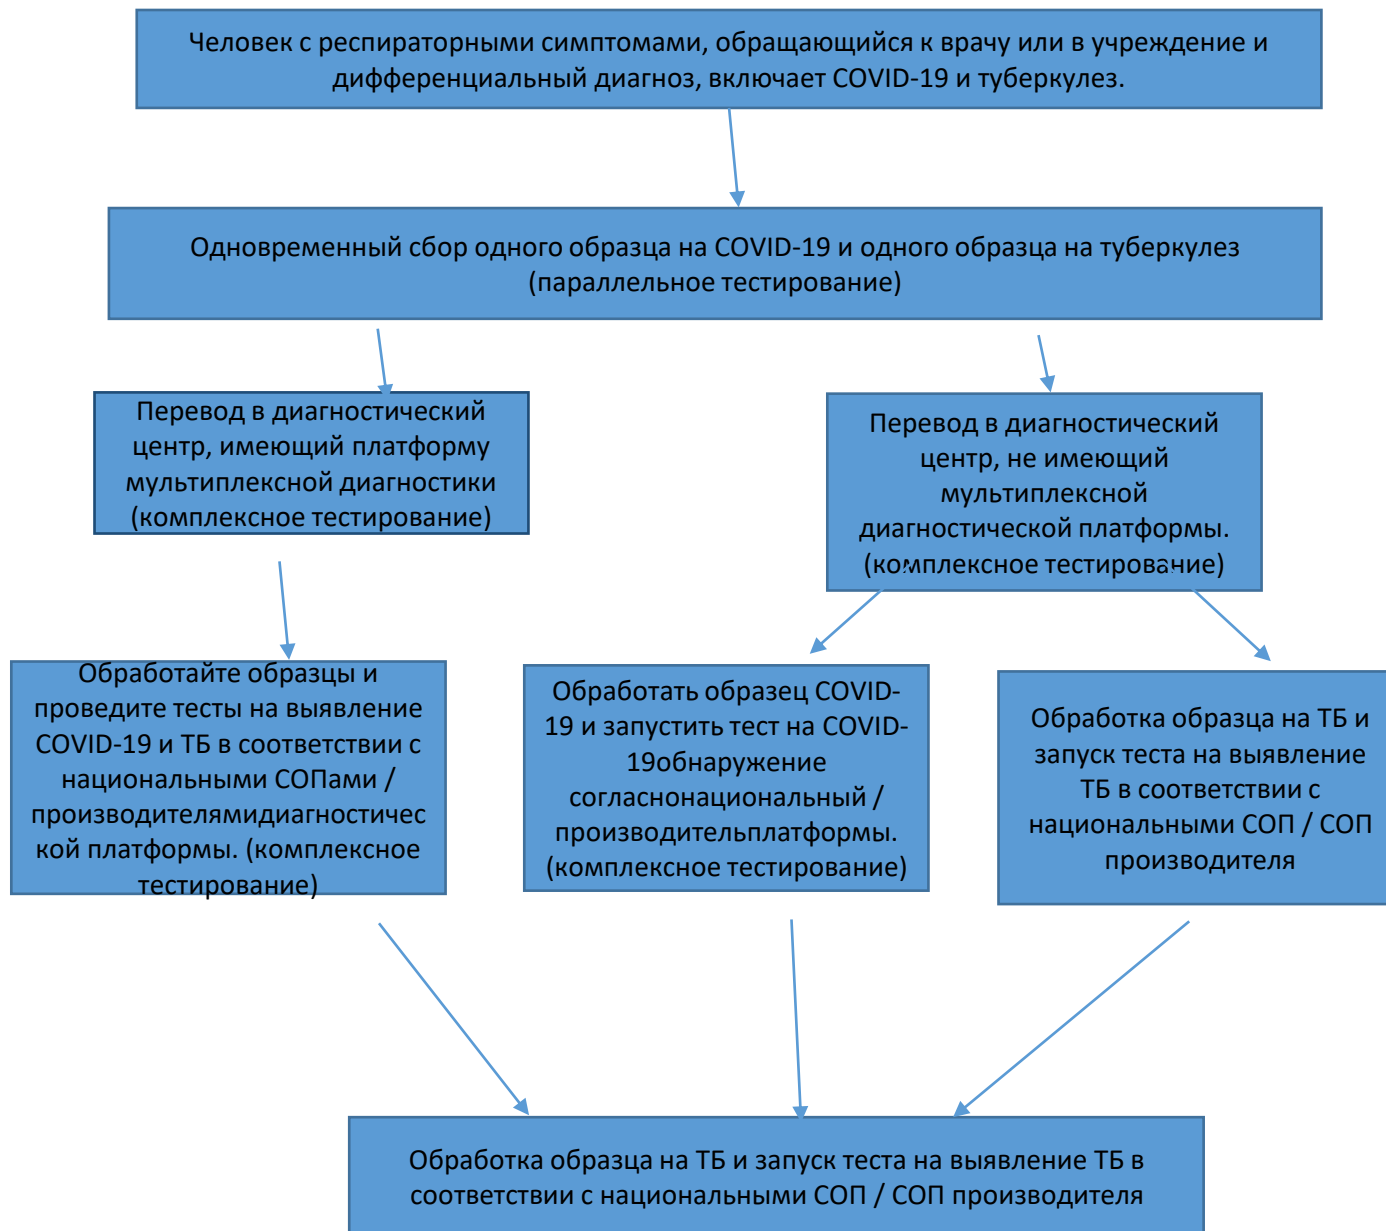 Человек с респираторными симптомами, обращающийся к врачу или в учреждение и
дифференциальный диагноз, включает COVID-19 и туберкулез.
Одновременный сбор одного образца на COVID-19 и одного образца на туберкулез
(параллельное тестирование)
Перевод в диагностический
центр, имеющий платформу
мультиплексной диагностики
(комплексное тестирование)
Перевод в диагностический
центр, не имеющий
мультиплексной
диагностической платформы.
(комплексное тестирование)
Обработайте образцы и
проведите тесты на выявление
COVID-19 и ТБ в соответствии с
национальными СОПами /
производителямидиагностичес
кой платформы. (комплексное
тестирование)
Обработать образец COVID-
19 и запустить тест на COVID-
19обнаружение
согласнонациональный /
производительплатформы.
(комплексное тестирование)
Обработка образца на ТБ и
запуск теста на выявление
ТБ в соответствии с
национальными СОП / СОП
производителя
Обработка образца на ТБ и запуск теста на выявление ТБ в
соответствии с национальными СОП / СОП производителя